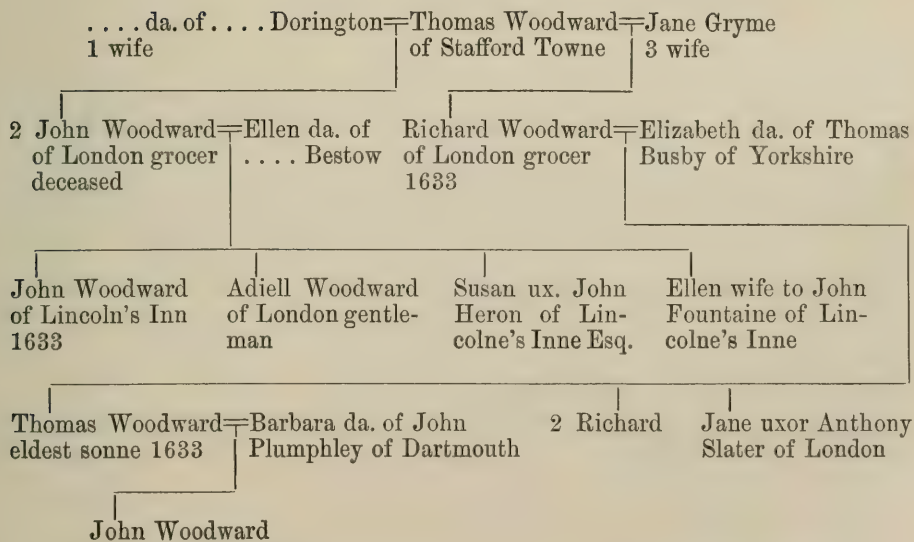 . . . . da. of . . . . Dorington=Thomas Woodward=Jane Gryme
1 wife of Stafford Towne 3 wife
2 John Woodward=Ellen da. of Richard Woodward=Elizabeth da. of Thomas
of London grocer . . . . Bestow of London grocer Busby of Yorkshire
deceased 1633
John Woodward Adiell Woodward Susan ux. John Ellen wife to John
of Lincoln's Inn of London gentle- Heron of Lin- Fountaine of Lin-
1633 man colne's Inne Esq. colne's Inne
Thomas Woodward=Barbara da. of John 2 Richard Jane uxor Anthony
eldest sonne 1633 Plumphley of Dartmouth Slater of London
John Woodward